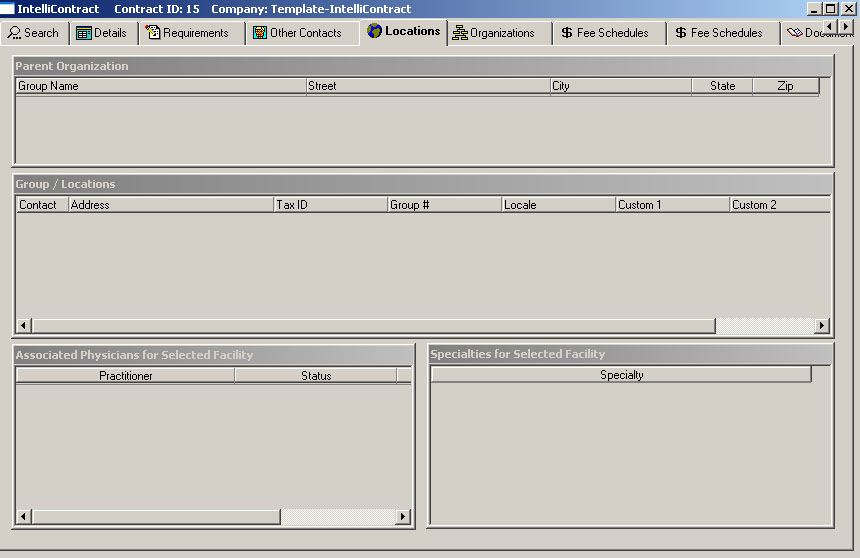 IntelliContract Contract ID: 15 Company: Template-IntelliContract
Search Details Requirements Other Contacts Locations Organizations $ Fee Schedules $ Fee Schedules
Parent Organization
Group Name Street City State Zip
Group / Locations
Contact Address Tax ID Group # Locale Custom 1 Custom 2
Associated Physicians for Selected Facility
Practitioner Status
Specialties for Selected Facility
Specialty